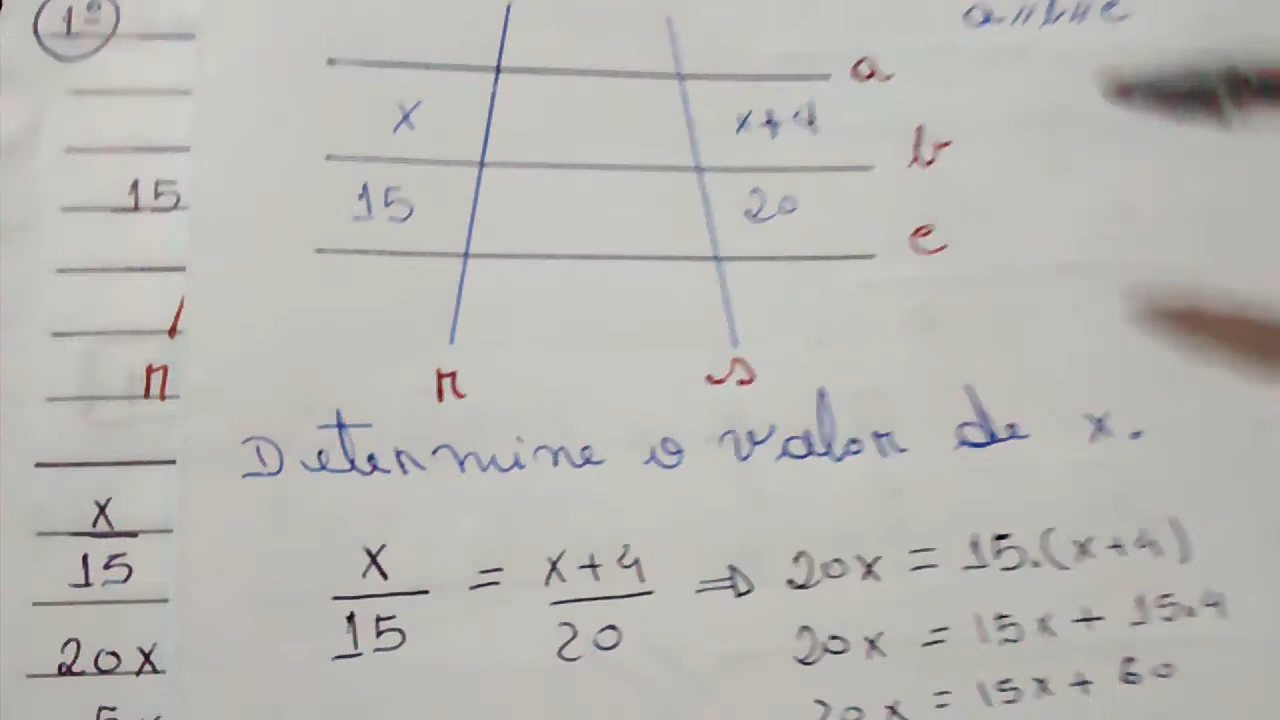 1º
a//b//c
a
x
x+4
b
15
15
20
c
r
r
s
Determine o valor de x.
x
15
20x
x/15 = (x+4)/20 ⇒ 20x = 15.(x+4)
20x = 15x + 15.4
20x = 15x + 60